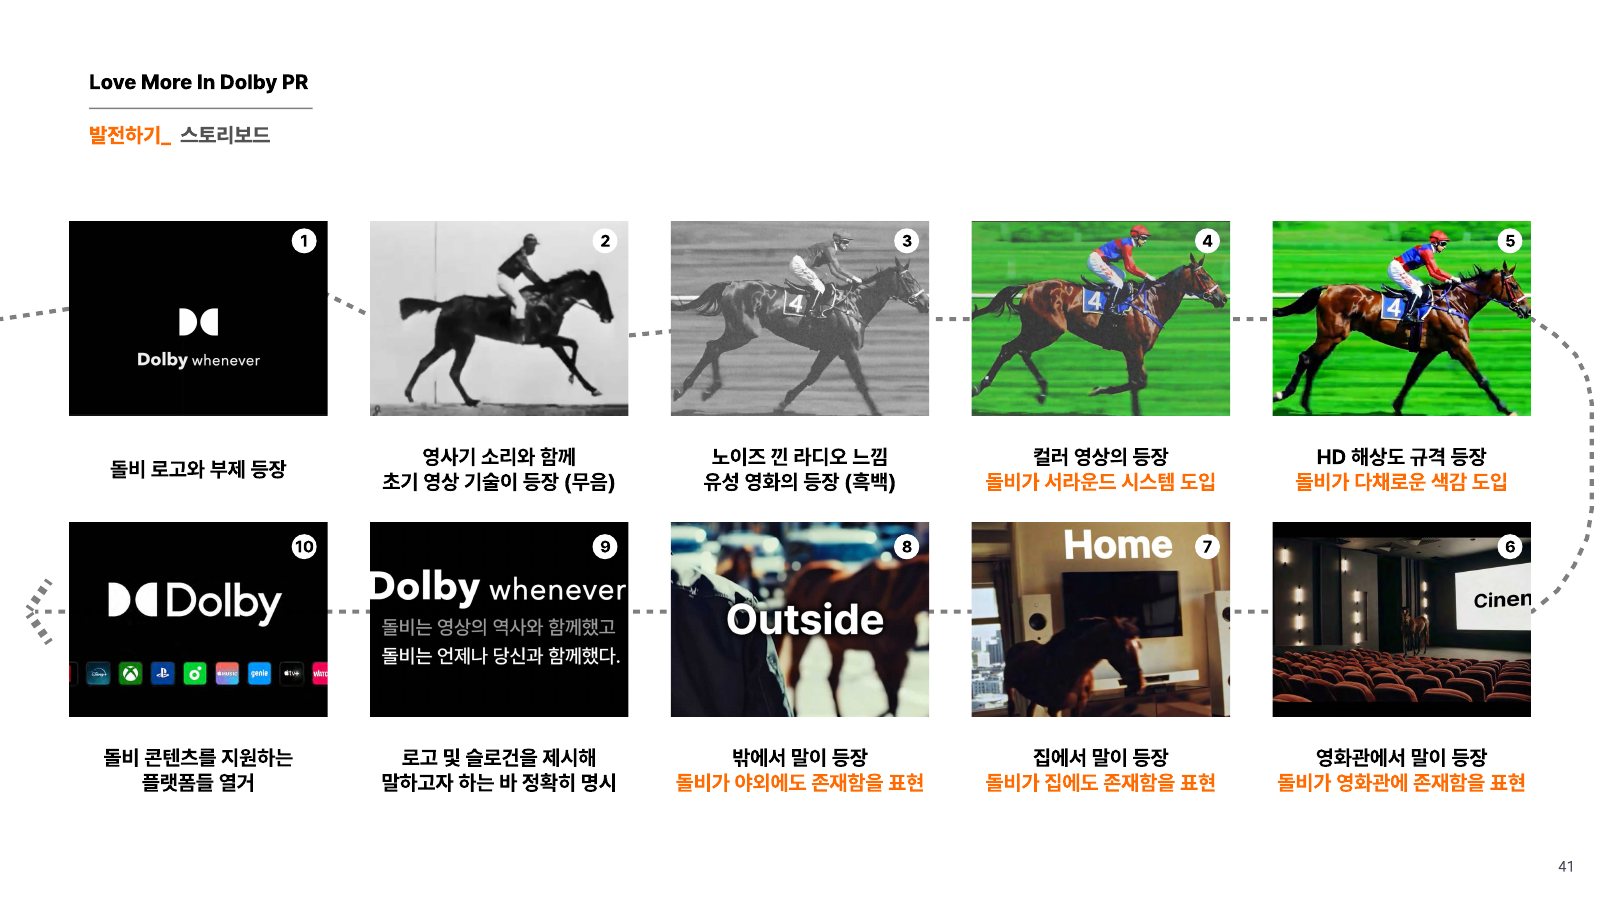 Love More In Dolby PR
발전하기_ 스토리보드
1
Dolby whenever
돌비 로고와 부제 등장
2
영사기 소리와 함께
초기 영상 기술이 등장 (무음)
3
4
노이즈 낀 라디오 느낌
유성 영화의 등장 (흑백)
4
4
컬러 영상의 등장
돌비가 서라운드 시스템 도입
5
4
HD 해상도 규격 등장
돌비가 다채로운 색감 도입
6
Cinem
영화관에서 말이 등장
돌비가 영화관에 존재함을 표현
7
Home
집에서 말이 등장
돌비가 집에도 존재함을 표현
8
Outside
밖에서 말이 등장
돌비가 야외에도 존재함을 표현
9
Dolby whenever
돌비는 영상의 역사와 함께했고
돌비는 언제나 당신과 함께했다.
로고 및 슬로건을 제시해
말하고자 하는 바 정확히 명시
10
Dolby
genie
tv+
돌비 콘텐츠를 지원하는
플랫폼들 열거
41